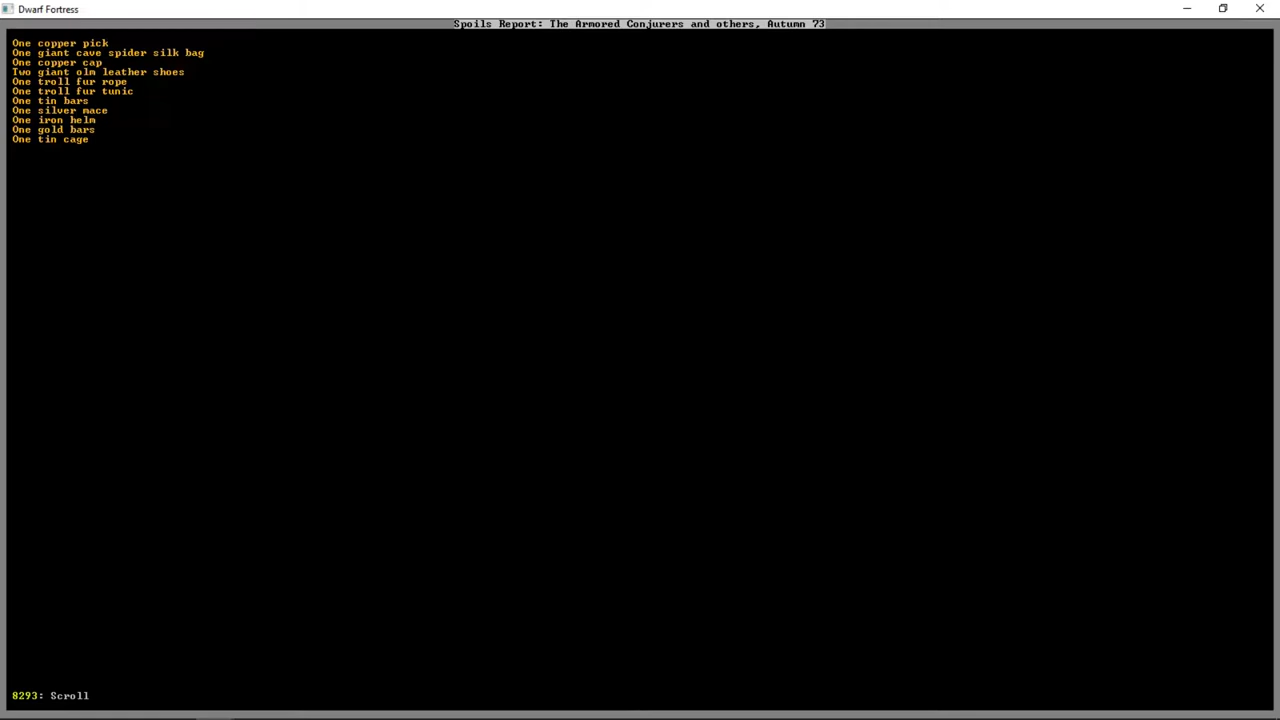 Dwarf Fortress
Spoils Report: The Armored Conjurers and others, Autumn 73
One copper pick
One giant cave spider silk bag
One copper cap
Two giant olm leather shoes
One troll fur rope
One troll fur tunic
One tin bars
One silver mace
One iron helm
One gold bars
One tin cage
8293: Scroll